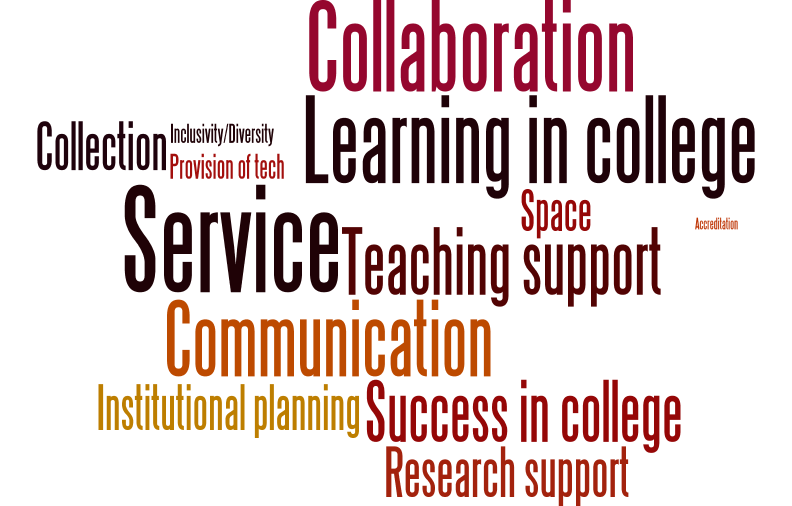 Collaboration
Learning in college
Collection
Inclusivity/Diversity
Provision of tech
Service
Space
Accreditation
Teaching support
Communication
Institutional planning
Success in college
Research support